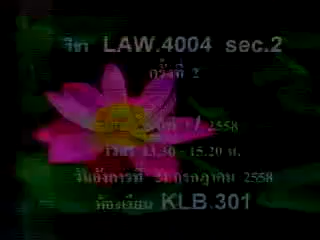 วิชา LAW.4004 sec.2
ครั้งที่ 2
1/2558
เวลา 13.30 - 15.20 น.
วันอังการที่ 21 กรกฎาคม 2558
ห้องเรียน KLB.301